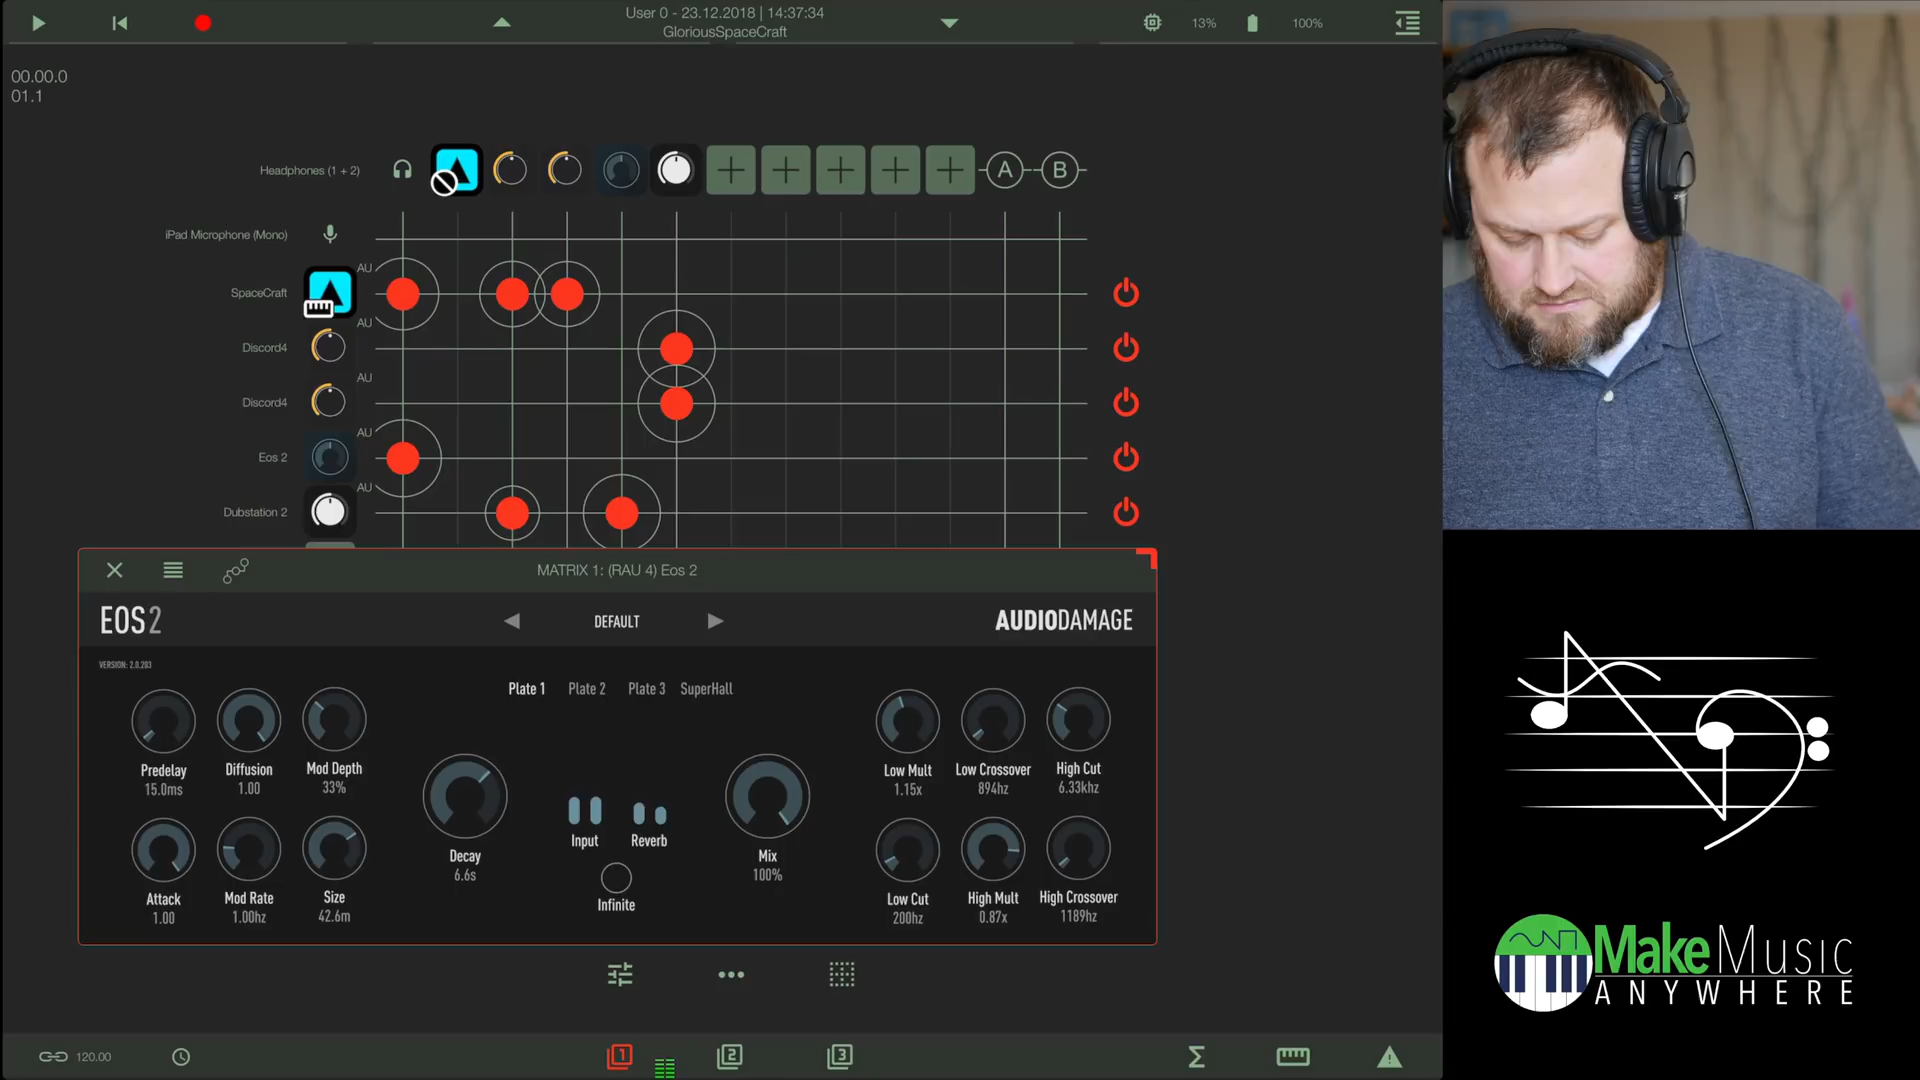 User 0 - 23.12.2018 | 14:37:34
GloriousSpaceCraft
13%
100%
00.00.0
01.1
Headphones (1 + 2)
A
B
iPad Microphone (Mono)
AU
SpaceCraft
AU
Discord4
AU
Discord4
AU
Eos 2
AU
Dubstation 2
MATRIX 1: (RAU 4) Eos 2
EOS2
DEFAULT
AUDIODAMAGE
VERSION: 2.0.203
Plate 1 Plate 2 Plate 3 SuperHall
Predelay Diffusion Mod Depth
15.0ms 1.00 33%
Attack Mod Rate Size
1.00 1.00hz 42.6m
Decay
6.6s
Input Reverb
Infinite
Mix
100%
Low Mult Low Crossover High Cut
1.15x 894hz 6.33khz
Low Cut High Mult High Crossover
200hz 0.87x 1189hz
120.00
1
2
3
Make Music
ANYWHERE